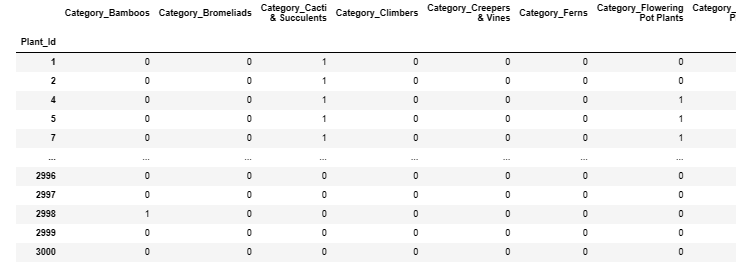 Category_Bamboos Category_Bromeliads Category_Cacti & Succulents Category_Climbers Category_Creepers & Vines Category_Ferns Category_Flowering Pot Plants Category_
Plant_Id
1 0 0 1 0 0 0 0
2 0 0 1 0 0 0 0
4 0 0 1 0 0 0 1
5 0 0 1 0 0 0 1
7 0 0 1 0 0 0 1
... ... ... ... ... ... ... ...
2996 0 0 0 0 0 0 0
2997 0 0 0 0 0 0 0
2998 1 0 0 0 0 0 0
2999 0 0 0 0 0 0 0
3000 0 0 0 0 0 0 0